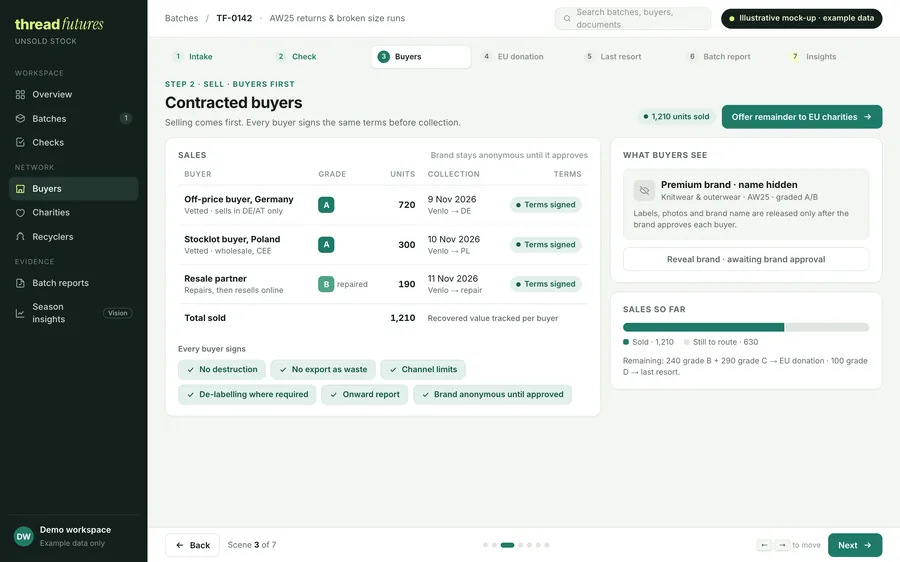 threadfutures
UNSOLD STOCK
WORKSPACE
Overview
Batches 1
Checks
NETWORK
Buyers
Charities
Recyclers
EVIDENCE
Batch reports
Season insights Vision
DW
Demo workspace
Example data only
Batches / TF-0142 · AW25 returns & broken size runs
Search batches, buyers, documents
Illustrative mock-up · example data
1 Intake
2 Check
3 Buyers
4 EU donation
5 Last resort
6 Batch report
7 Insights
STEP 2 · SELL · BUYERS FIRST
Contracted buyers
Selling comes first. Every buyer signs the same terms before collection.
1,210 units sold
Offer remainder to EU charities →
SALES
Brand stays anonymous until it approves
BUYER GRADE UNITS COLLECTION TERMS
Off-price buyer, Germany A 720 9 Nov 2026 Terms signed
Vetted · sells in DE/AT only Venlo → DE
Stocklot buyer, Poland A 300 10 Nov 2026 Terms signed
Vetted · wholesale, CEE Venlo → PL
Resale partner B repaired 190 11 Nov 2026 Terms signed
Repairs, then resells online Venlo → repair
Total sold 1,210 Recovered value tracked per buyer
Every buyer signs
✓ No destruction ✓ No export as waste ✓ Channel limits
✓ De-labelling where required ✓ Onward report ✓ Brand anonymous until approved
WHAT BUYERS SEE
Premium brand · name hidden
Knitwear & outerwear · AW25 · graded A/B
Labels, photos and brand name are released only after the
brand approves each buyer.
Reveal brand · awaiting brand approval
SALES SO FAR
Sold · 1,210 Still to route · 630
Remaining: 240 grade B + 290 grade C → EU donation · 100 grade
D → last resort.
← Back
Scene 3 of 7
← → to move
Next →